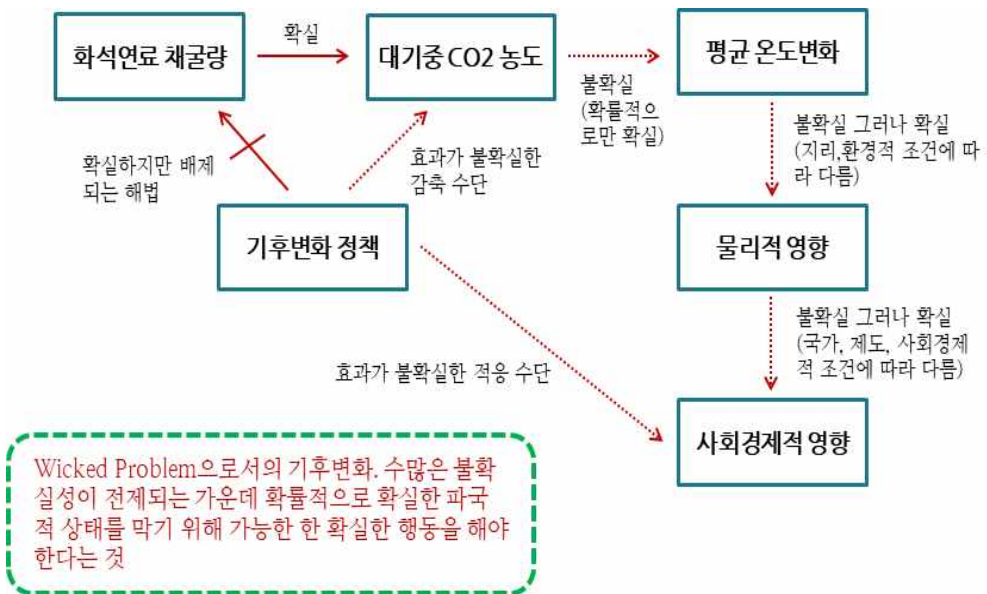 화석연료 채굴량
확실
대기중 CO2 농도
불확실
(확률적으
로만 확실)
평균 온도변화
불확실 그러나 확실
(지리,환경적 조건에 따
라 다름)
확실하지만 배제
되는 해법
효과가 불확실한
감축 수단
기후변화 정책
물리적 영향
불확실 그러나 확실
(국가, 제도, 사회경제
적 조건에 따라 다름)
효과가 불확실한 적응 수단
사회경제적 영향
Wicked Problem으로서의 기후변화. 수많은 불확
실성이 전제되는 가운데 확률적으로 확실한 파국
적 상태를 막기 위해 가능한 한 확실한 행동을 해야
한다는 것